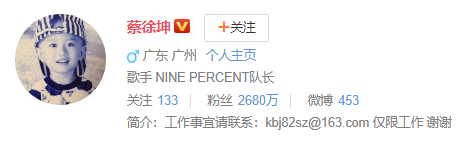 蔡徐坤 V +关注
广东 广州 个人主页
歌手 NINE PERCENT队长
关注 133 粉丝 2680万 微博 453
简介：工作事宜请联系：kbj82sz@163.com 仅限工作 谢谢